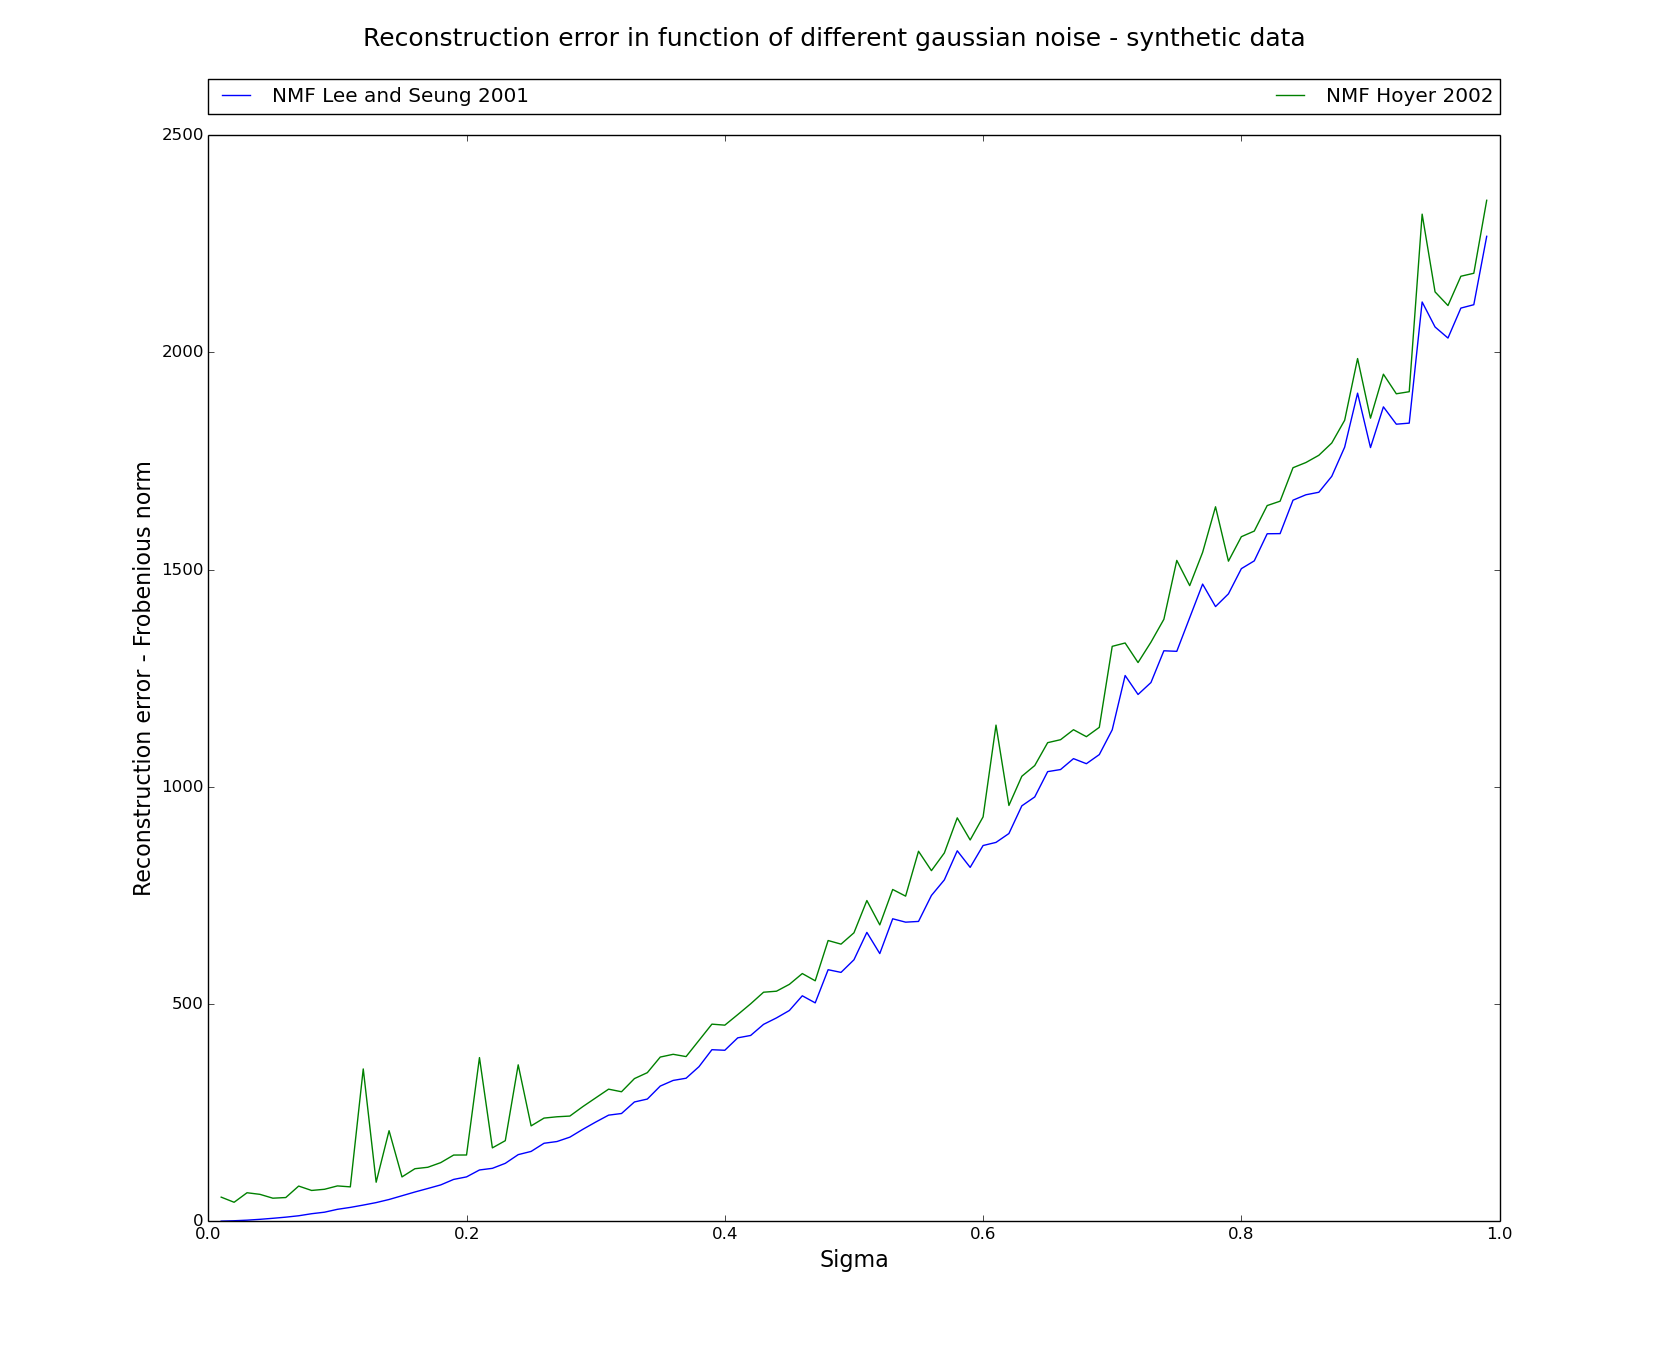 Reconstruction error in function of different gaussian noise - synthetic data
NMF Lee and Seung 2001 NMF Hoyer 2002
2500
2000
1500
1000
500
0
Reconstruction error - Frobenious norm
0.0 0.2 0.4 0.6 0.8 1.0
Sigma